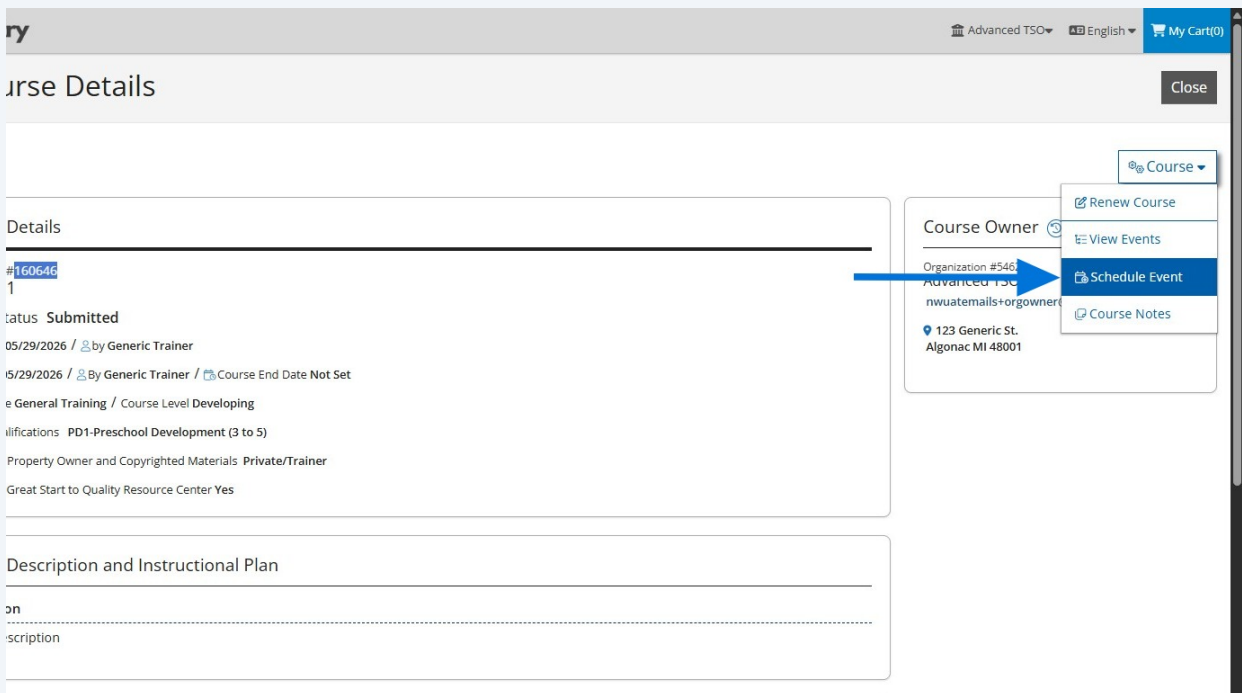 ry
Advanced TSO
English
My Cart(0)
urse Details
Close
Course
Renew Course
View Events
Schedule Event
Course Notes
Details
#160646
1
tatus Submitted
05/29/2026 / by Generic Trainer
05/29/2026 / By Generic Trainer / Course End Date Not Set
e General Training / Course Level Developing
alifications PD1-Preschool Development (3 to 5)
Property Owner and Copyrighted Materials Private/Trainer
Great Start to Quality Resource Center Yes
Course Owner
Organization #5462
Advanced TSO
nwuatemails+orgowner
123 Generic St.
Algonac MI 48001
Description and Instructional Plan
on
escription